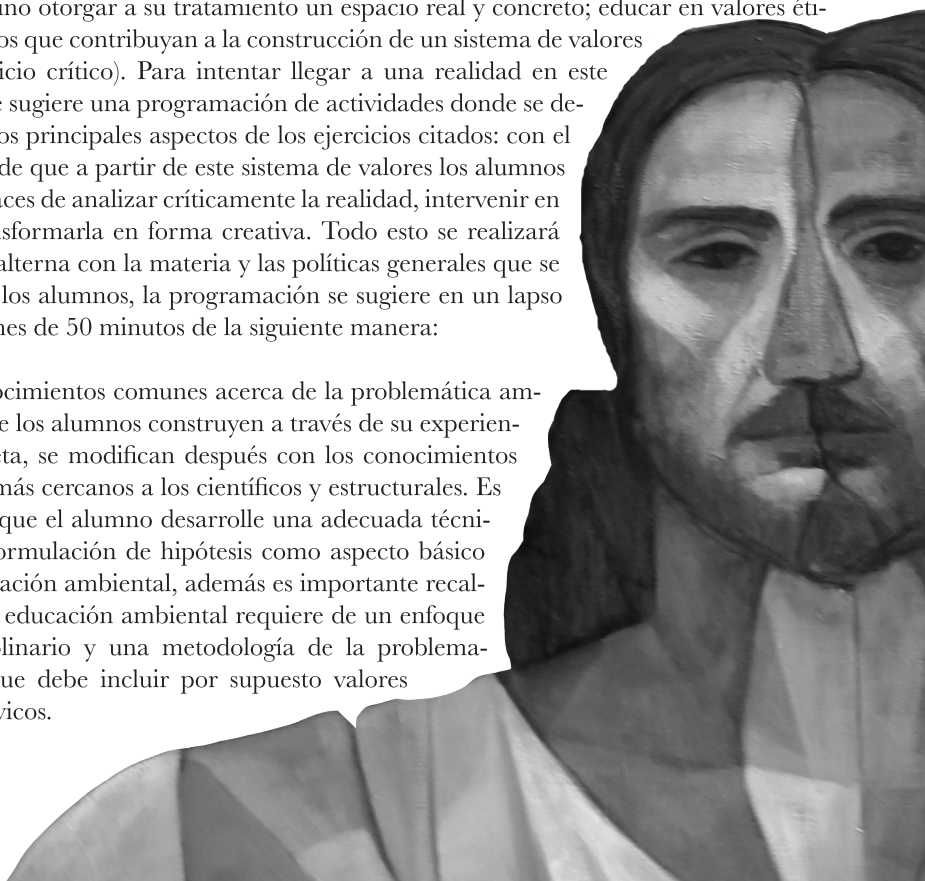 ino otorgar a su tratamiento un espacio real y concreto; educar en valores éti-
os que contribuyan a la construcción de un sistema de valores
icio crítico). Para intentar llegar a una realidad en este
e sugiere una programación de actividades donde se de-
os principales aspectos de los ejercicios citados: con el
de que a partir de este sistema de valores los alumnos
ces de analizar críticamente la realidad, intervenir en
sformarla en forma creativa. Todo esto se realizará
alterna con la materia y las políticas generales que se
los alumnos, la programación se sugiere en un lapso
nes de 50 minutos de la siguiente manera:
ocimientos comunes acerca de la problemática am-
e los alumnos construyen a través de su experien-
eta, se modifican después con los conocimientos
más cercanos a los científicos y estructurales. Es
que el alumno desarrolle una adecuada técni-
ormulación de hipótesis como aspecto básico
ación ambiental, además es importante recal-
educación ambiental requiere de un enfoque
linario y una metodología de la problema-
ue debe incluir por supuesto valores
vicos.